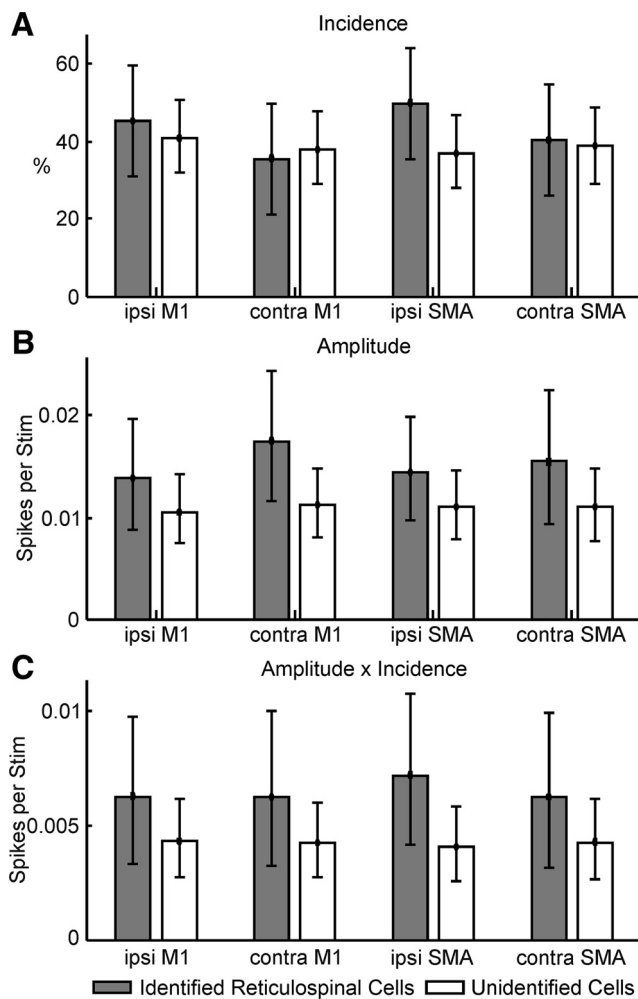 A
Incidence
60
40
%
20
0
ipsi M1
contra M1
ipsi SMA
contra SMA
B
Amplitude
Spikes per Stim
0.02
0.01
0
ipsi M1
contra M1
ipsi SMA
contra SMA
C
Amplitude x Incidence
Spikes per Stim
0.01
0.005
0
ipsi M1
contra M1
ipsi SMA
contra SMA
Identified Reticulospinal Cells
Unidentified Cells